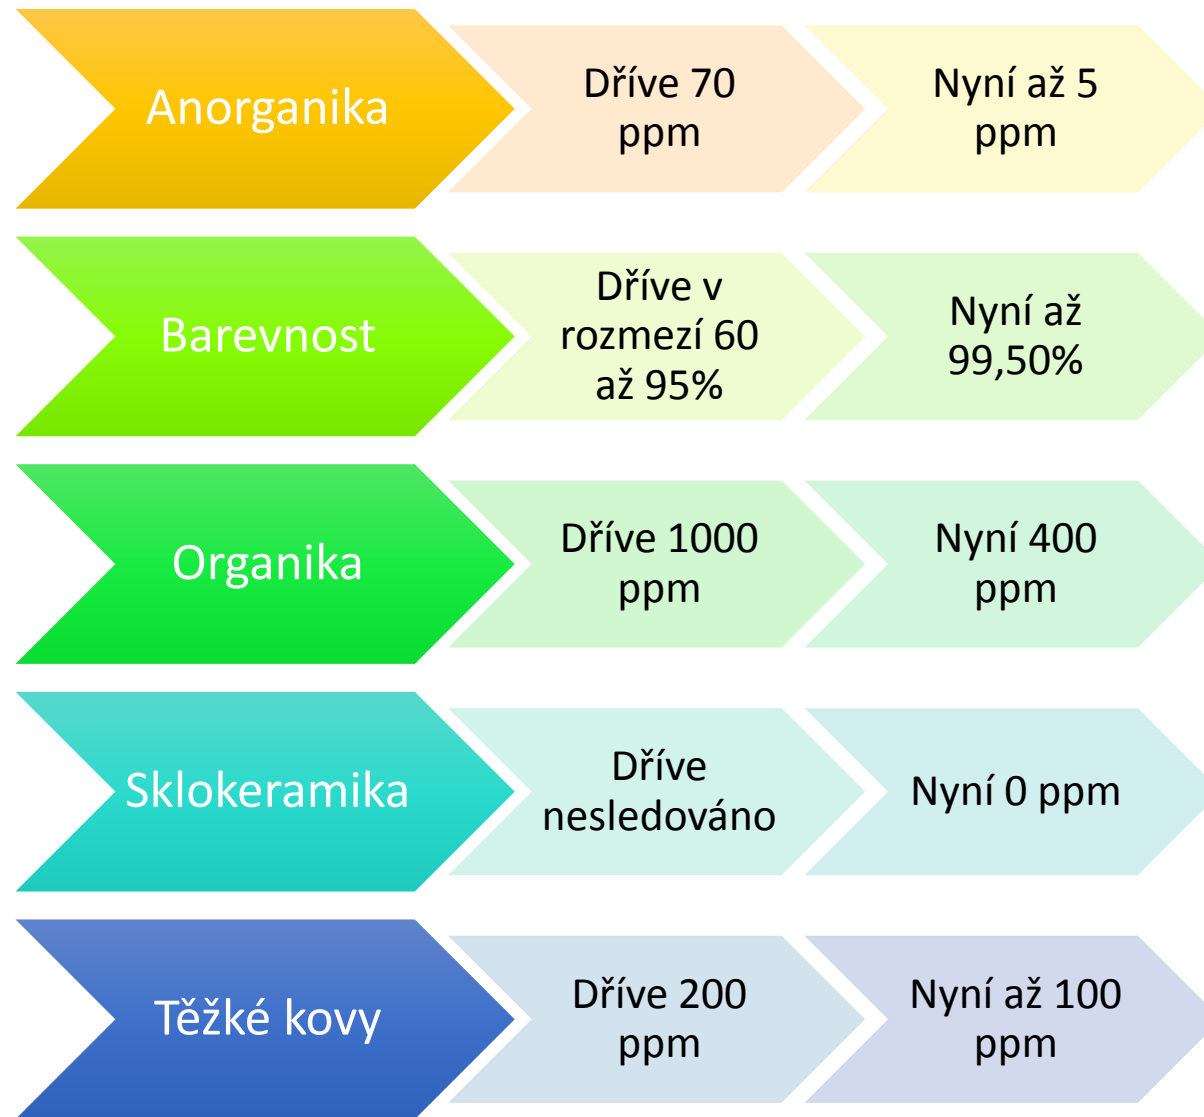 Anorganika
Dříve 70
ppm
Nyní až 5
ppm
Barevnost
Dříve v
rozmezí 60
až 95%
Nyní až
99,50%
Organika
Dříve 1000
ppm
Nyní 400
ppm
Sklokeramika
Dříve
nesledováno
Nyní 0 ppm
Těžké kovy
Dříve 200
ppm
Nyní až 100
ppm